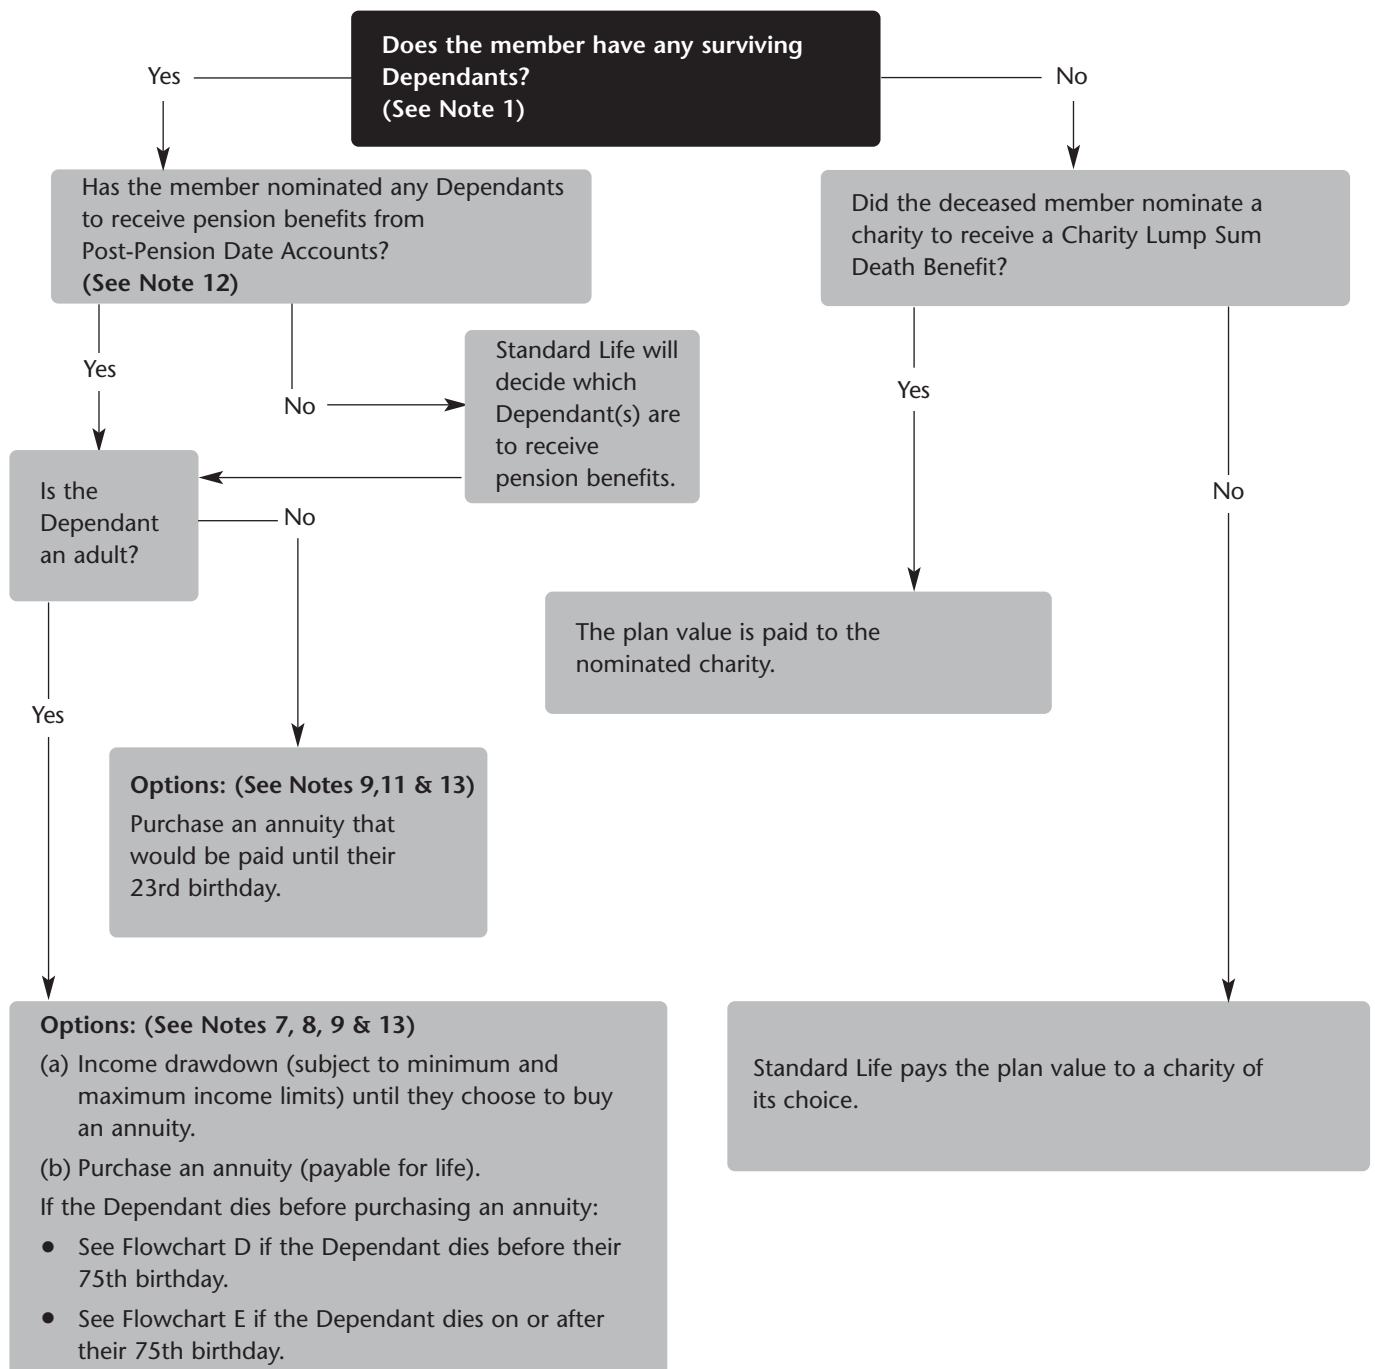 Does the member have any surviving
Dependants?
(See Note 1)
Yes
No
Has the member nominated any Dependants
to receive pension benefits from
Post-Pension Date Accounts?
(See Note 12)
Did the deceased member nominate a
charity to receive a Charity Lump Sum
Death Benefit?
Yes
No
Standard Life will
decide which
Dependant(s) are
to receive
pension benefits.
Yes
No
Is the
Dependant
an adult?
No
The plan value is paid to the
nominated charity.
Yes
Options: (See Notes 9,11 & 13)
Purchase an annuity that
would be paid until their
23rd birthday.
Options: (See Notes 7, 8, 9 & 13)
(a) Income drawdown (subject to minimum and
maximum income limits) until they choose to buy
an annuity.
(b) Purchase an annuity (payable for life).
If the Dependant dies before purchasing an annuity:
• See Flowchart D if the Dependant dies before their
75th birthday.
• See Flowchart E if the Dependant dies on or after
their 75th birthday.
Standard Life pays the plan value to a charity of
its choice.